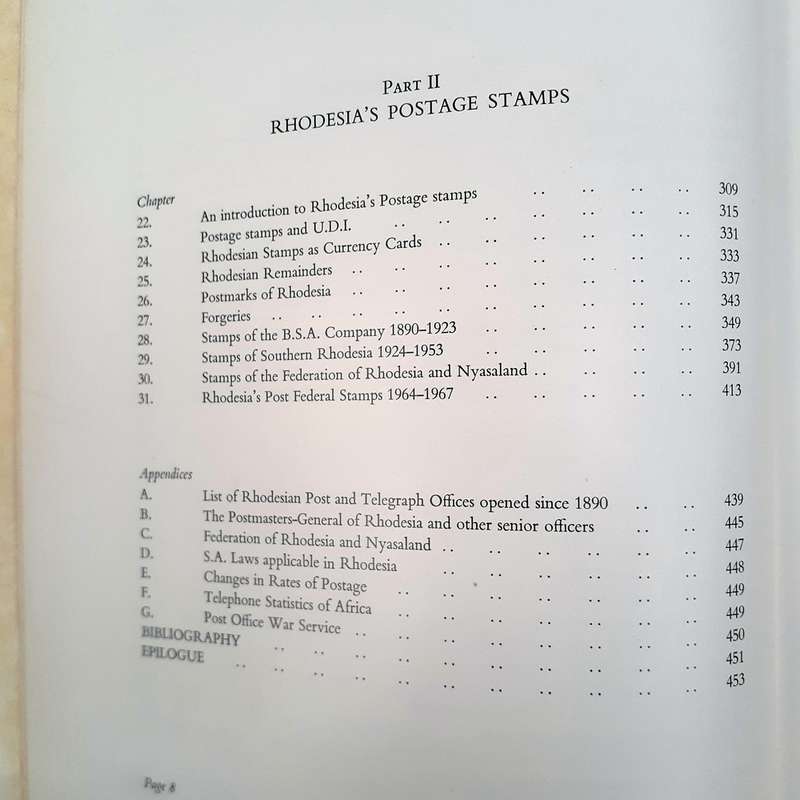 PART II
RHODESIA'S POSTAGE STAMPS
Chapter
22. An introduction to Rhodesia's Postage stamps .. .. .. .. 309
23. Postage stamps and U.D.I. .. .. .. .. .. .. .. 315
24. Rhodesian Stamps as Currency Cards .. .. .. .. .. .. 331
25. Rhodesian Remainders .. .. .. .. .. .. .. .. 333
26. Postmarks of Rhodesia .. .. .. .. .. .. .. .. 337
27. Forgeries .. .. .. .. .. .. .. .. .. .. 343
28. Stamps of the B.S.A. Company 1890–1923 .. .. .. .. .. 349
29. Stamps of Southern Rhodesia 1924–1953 .. .. .. .. .. 373
30. Stamps of the Federation of Rhodesia and Nyasaland .. .. .. .. 391
31. Rhodesia's Post Federal Stamps 1964–1967 .. .. .. .. .. 413
Appendices
A. List of Rhodesian Post and Telegraph Offices opened since 1890 .. .. 439
B. The Postmasters-General of Rhodesia and other senior officers .. .. 445
C. Federation of Rhodesia and Nyasaland .. .. .. .. .. .. 447
D. S.A. Laws applicable in Rhodesia .. .. .. .. .. .. 448
E. Changes in Rates of Postage .. .. .. .. .. .. .. 449
F. Telephone Statistics of Africa .. .. .. .. .. .. .. 449
G. Post Office War Service .. .. .. .. .. .. .. .. 450
BIBLIOGRAPHY .. .. .. .. .. .. .. .. .. .. 451
EPILOGUE .. .. .. .. .. .. .. .. .. .. .. 453
Page 8